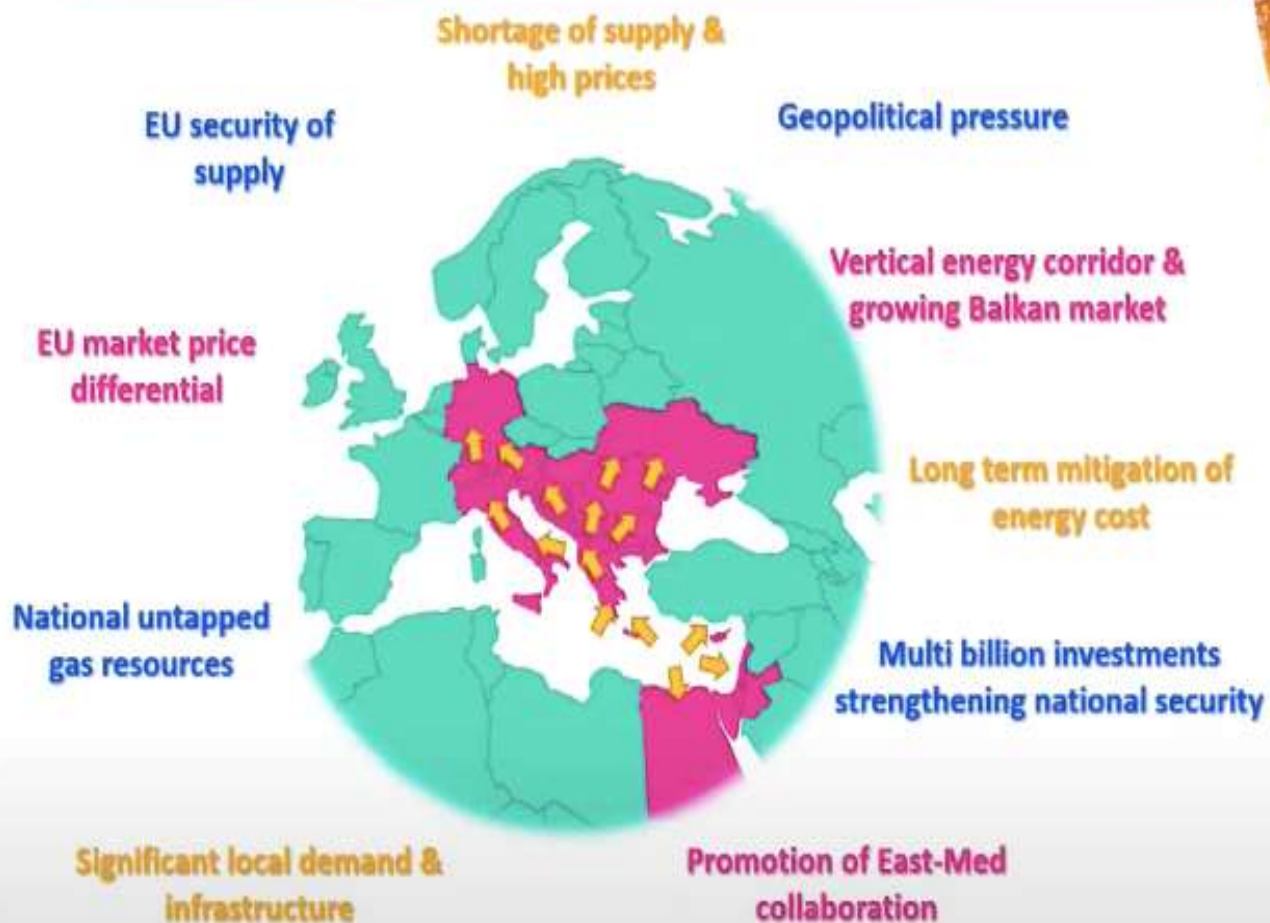 Shortage of supply &
high prices
EU security of
supply
Geopolitical pressure
Vertical energy corridor &
growing Balkan market
EU market price
differential
Long term mitigation of
energy cost
National untapped
gas resources
Multi billion investments
strengthening national security
Significant local demand &
infrastructure
Promotion of East-Med
collaboration